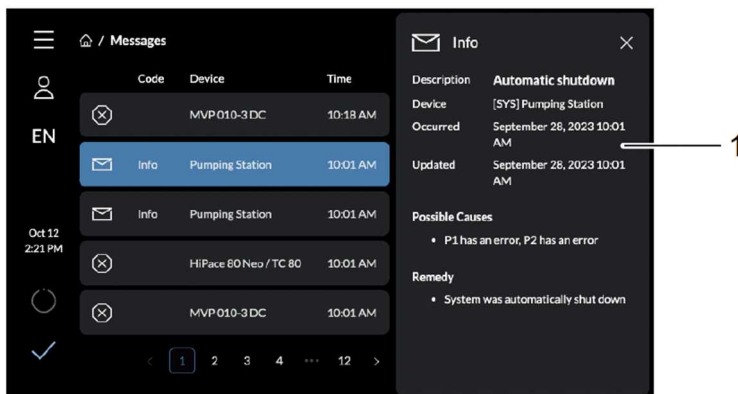 / Messages
EN
Oct 12
2:21 PM
Code Device Time
MVP 010-3 DC 10:18 AM
Info Pumping Station 10:01 AM
Info Pumping Station 10:01 AM
HiPace 80 Neo / TC 80 10:01 AM
MVP 010-3 DC 10:01 AM
< 1 2 3 4 ... 12 >
Info
Description Automatic shutdown
Device [SYS] Pumping Station
Occurred September 28, 2023 10:01
AM
Updated September 28, 2023 10:01
AM
Possible Causes
• P1 has an error, P2 has an error
Remedy
• System was automatically shut down
1